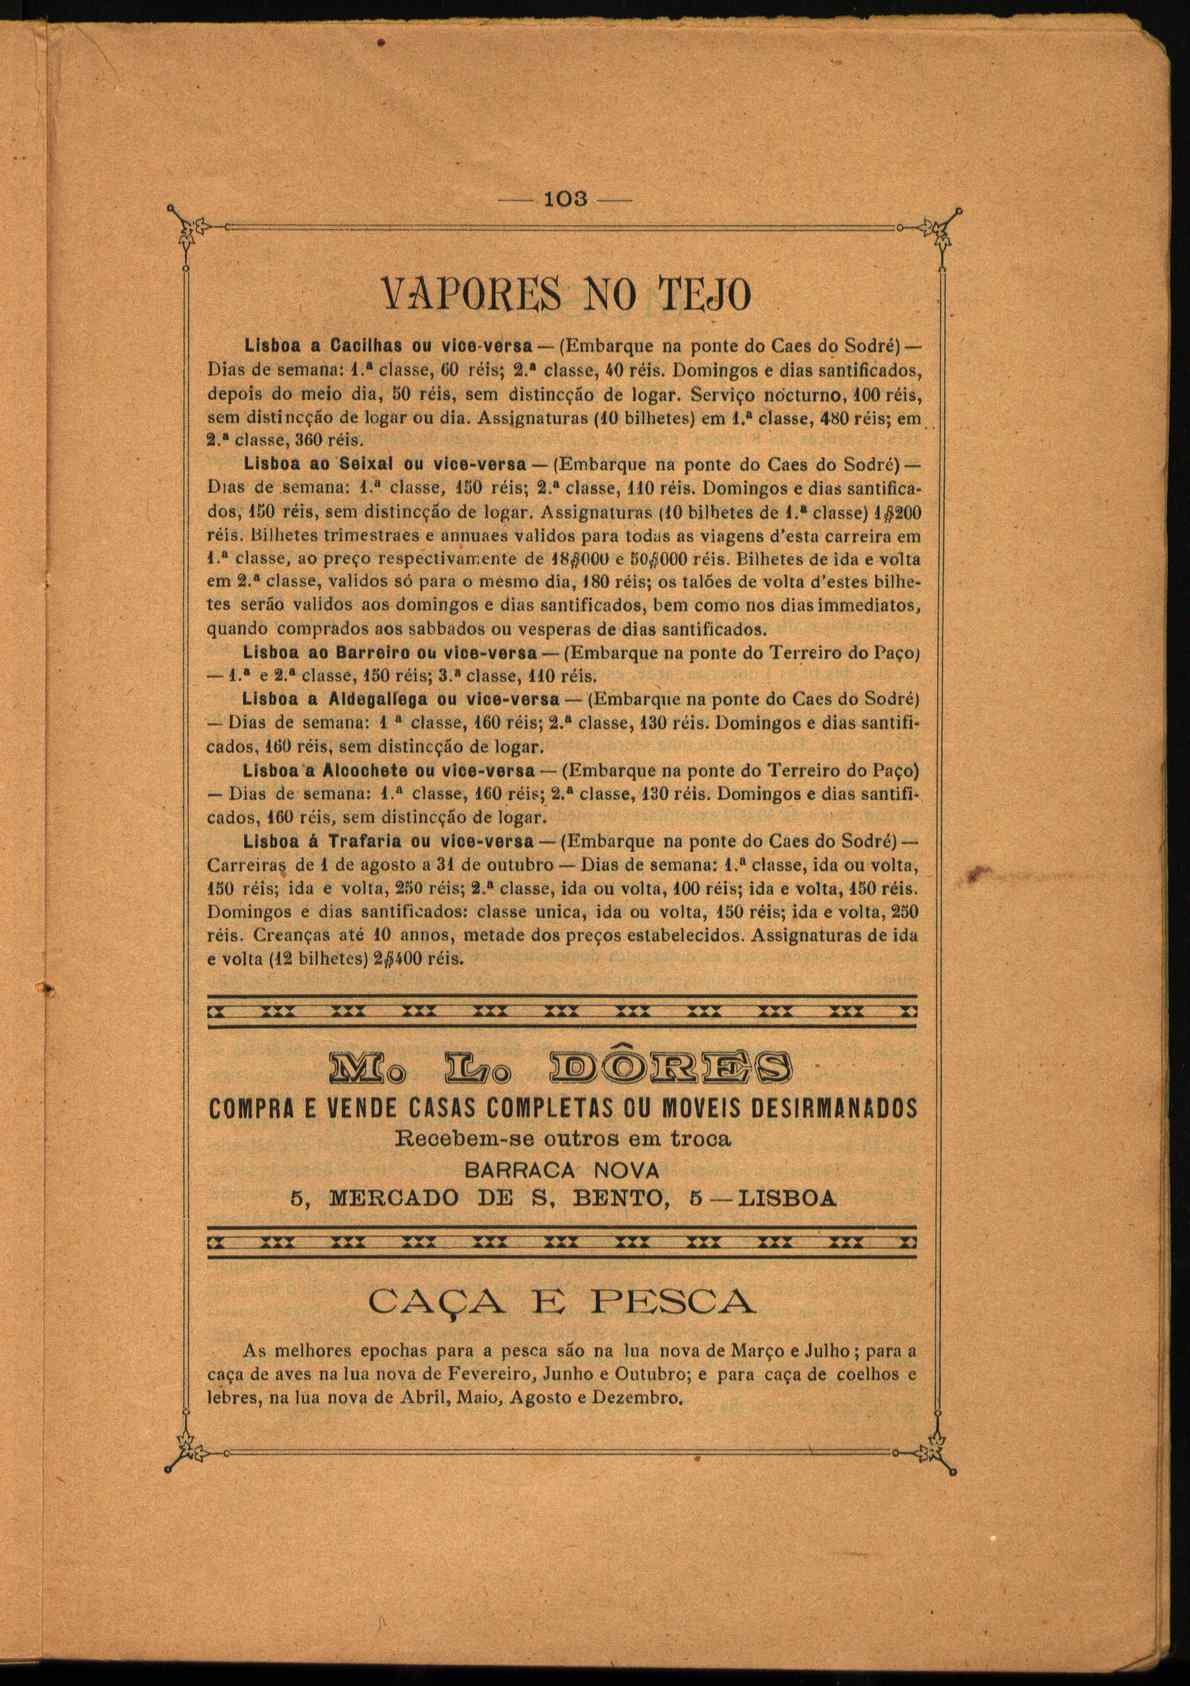 — 103 —
VAPORES NO TEJO
Lisboa a Cacilhas ou vice-versa — (Embarque na ponte do Caes do Sodré) —
Dias de semana: 1.ª classe, 60 réis; 2.ª classe, 40 réis. Domingos e dias santificados,
depois do meio dia, 50 réis, sem distincção de logar. Serviço nocturno, 100 réis,
sem distincção de logar ou dia. Assignaturas (10 bilhetes) em 1.ª classe, 480 réis; em
2.ª classe, 360 réis.
Lisboa ao Seixal ou vice-versa — (Embarque na ponte do Caes do Sodré) —
Dias de semana: 1.ª classe, 150 réis; 2.ª classe, 110 réis. Domingos e dias santifica-
dos, 150 réis, sem distincção de logar. Assignaturas (10 bilhetes de 1.ª classe) 1$200
réis. Bilhetes trimestraes e annuaes validos para todas as viagens d'esta carreira em
1.ª classe, ao preço respectivamente de 18$000 e 50$000 réis. Bilhetes de ida e volta
em 2.ª classe, validos só para o mesmo dia, 180 réis; os talões de volta d'estes bilhe-
tes serão validos aos domingos e dias santificados, bem como nos dias immediatos,
quando comprados aos sabbados ou vesperas de dias santificados.
Lisboa ao Barreiro ou vice-versa — (Embarque na ponte do Terreiro do Paço)
— 1.ª e 2.ª classe, 150 réis; 3.ª classe, 110 réis.
Lisboa a Aldegallega ou vice-versa — (Embarque na ponte do Caes do Sodré)
— Dias de semana: 1 ª classe, 160 réis; 2.ª classe, 130 réis. Domingos e dias santifi-
cados, 160 réis, sem distincção de logar.
Lisboa a Alcochete ou vice-versa — (Embarque na ponte do Terreiro do Paço)
— Dias de semana: 1.ª classe, 160 réis; 2.ª classe, 130 réis. Domingos e dias santifi-
cados, 160 réis, sem distincção de logar.
Lisboa á Trafaria ou vice-versa — (Embarque na ponte do Caes do Sodré) —
Carreiras de 1 de agosto a 31 de outubro — Dias de semana: 1.ª classe, ida ou volta,
150 réis; ida e volta, 250 réis; 2.ª classe, ida ou volta, 100 réis; ida e volta, 150 réis.
Domingos e dias santificados: classe unica, ida ou volta, 150 réis; ida e volta, 250
réis. Creanças até 10 annos, metade dos preços estabelecidos. Assignaturas de ida
e volta (12 bilhetes) 2$400 réis.
M. L. DÔRES
COMPRA E VENDE CASAS COMPLETAS OU MOVEIS DESIRMANADOS
Recebem-se outros em troca
BARRACA NOVA
5, MERCADO DE S. BENTO, 5 — LISBOA
CAÇA E PESCA
As melhores epochas para a pesca são na lua nova de Março e Julho; para a
caça de aves na lua nova de Fevereiro, Junho e Outubro; e para caça de coelhos e
lebres, na lua nova de Abril, Maio, Agosto e Dezembro.